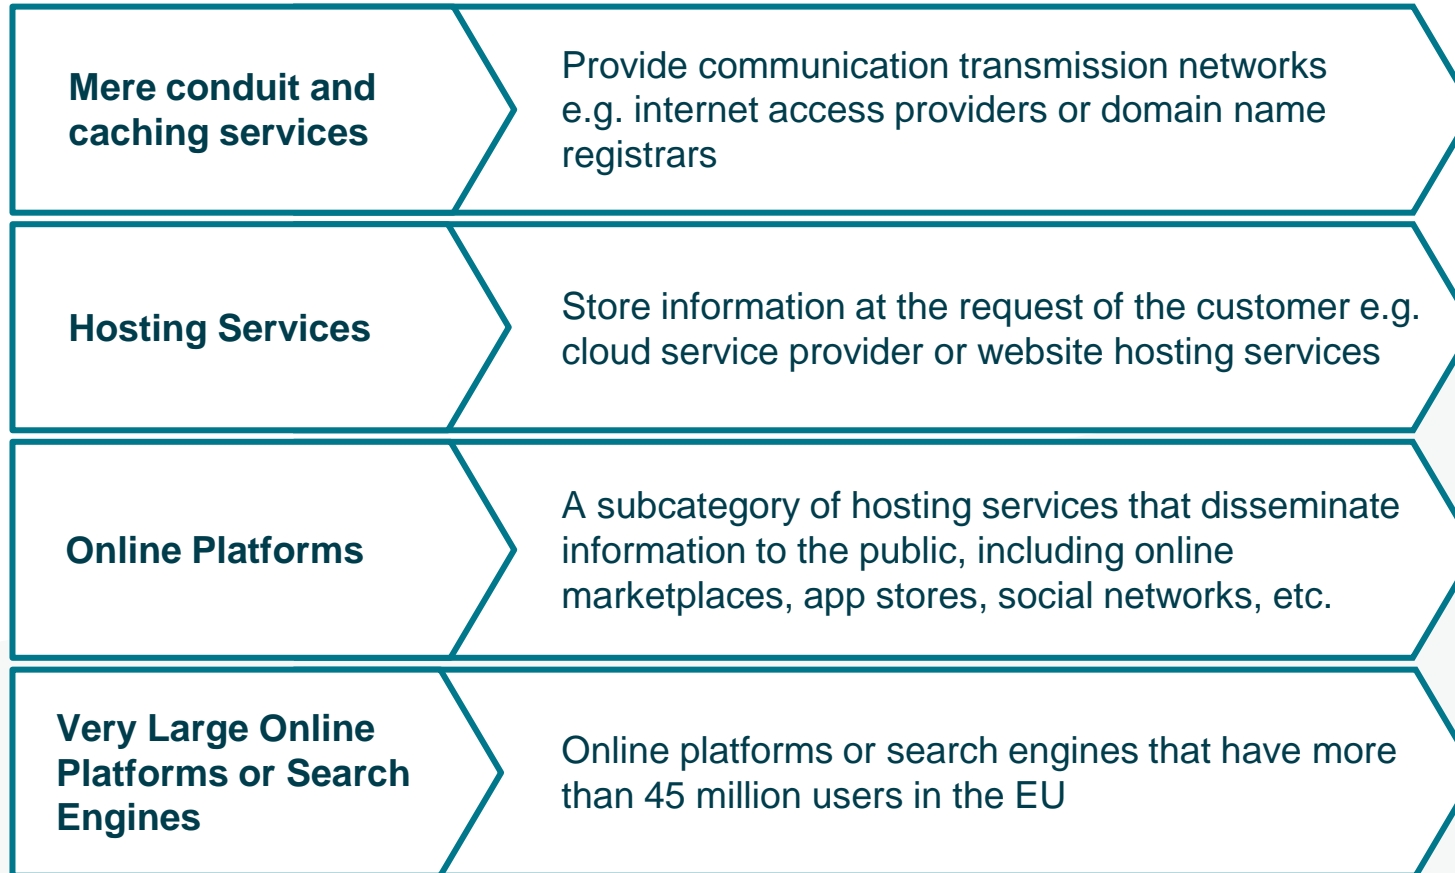 Mere conduit and
caching services
Provide communication transmission networks
e.g. internet access providers or domain name
registrars
Hosting Services
Store information at the request of the customer e.g.
cloud service provider or website hosting services
Online Platforms
A subcategory of hosting services that disseminate
information to the public, including online
marketplaces, app stores, social networks, etc.
Very Large Online
Platforms or Search
Engines
Online platforms or search engines that have more
than 45 million users in the EU